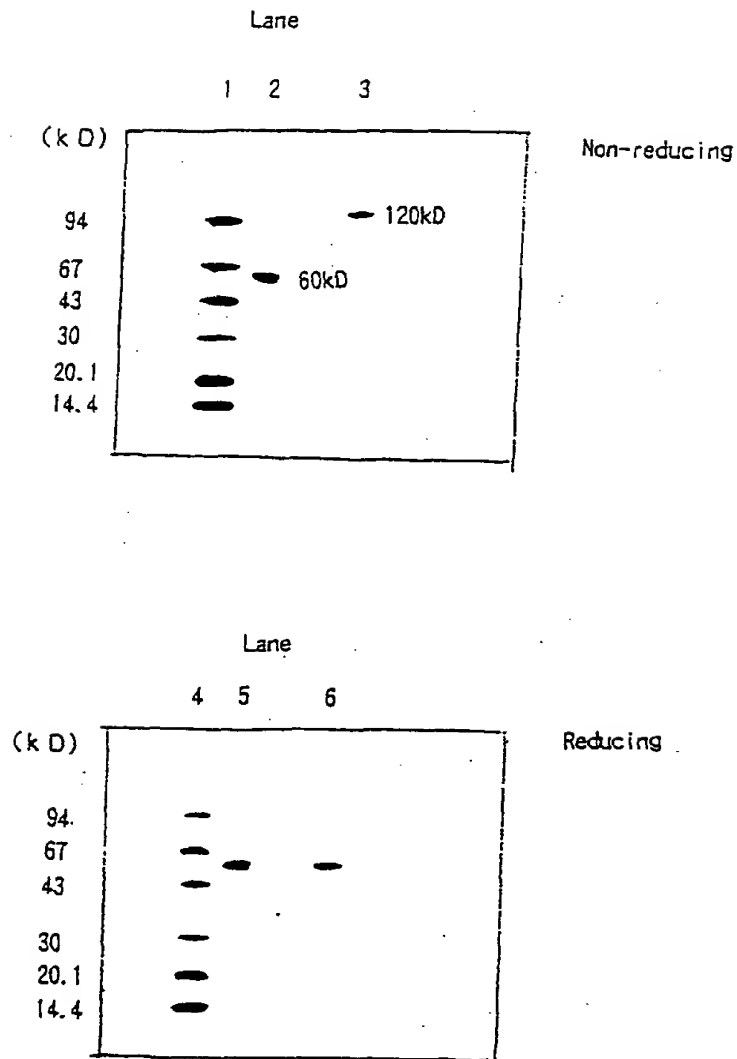 Lane
1 2 3
(kD)
Non-reducing
94
120kD
67
60kD
43
30
20.1
14.4
Lane
4 5 6
(kD)
Reducing
94
67
43
30
20.1
14.4